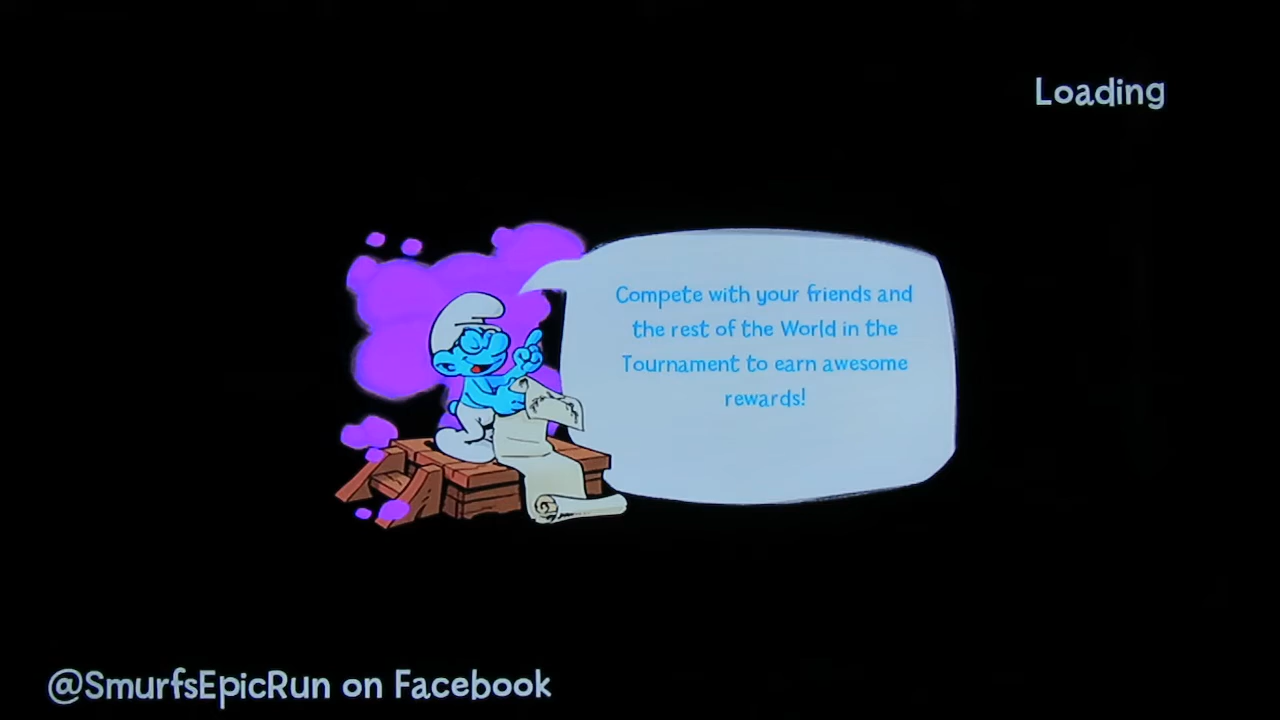 Loading
Compete with your friends and
the rest of the World in the
Tournament to earn awesome
rewards!
@SmurfsEpicRun on Facebook